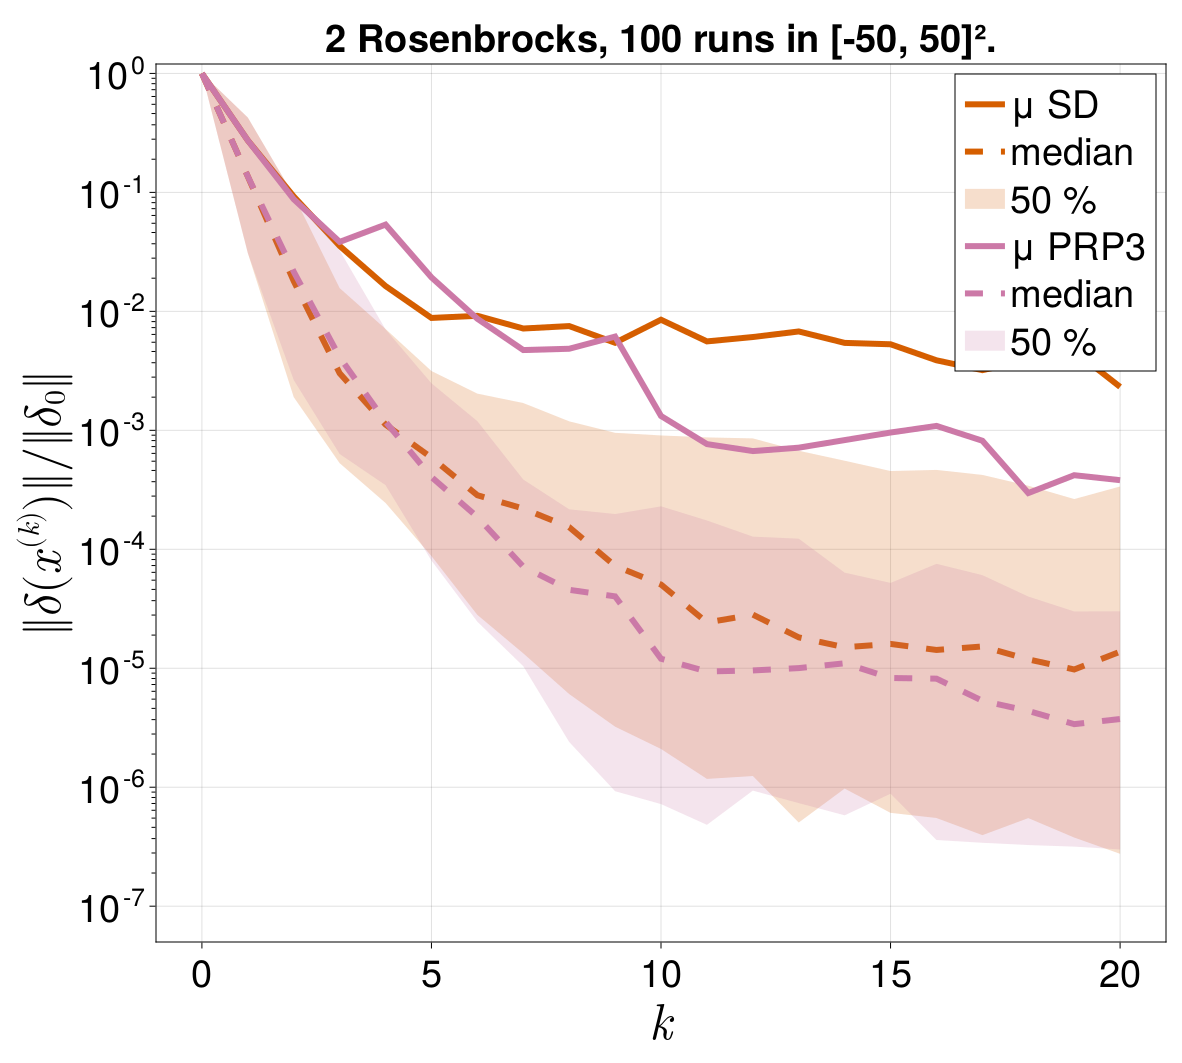 2 Rosenbrocks, 100 runs in [-50, 50]².
10⁰
10⁻¹
10⁻²
10⁻³
10⁻⁴
10⁻⁵
10⁻⁶
10⁻⁷
‖δ(x⁽ᵏ⁾)‖/‖δ₀‖
μ SD
median
50 %
μ PRP3
median
50 %
0 5 10 15 20
k